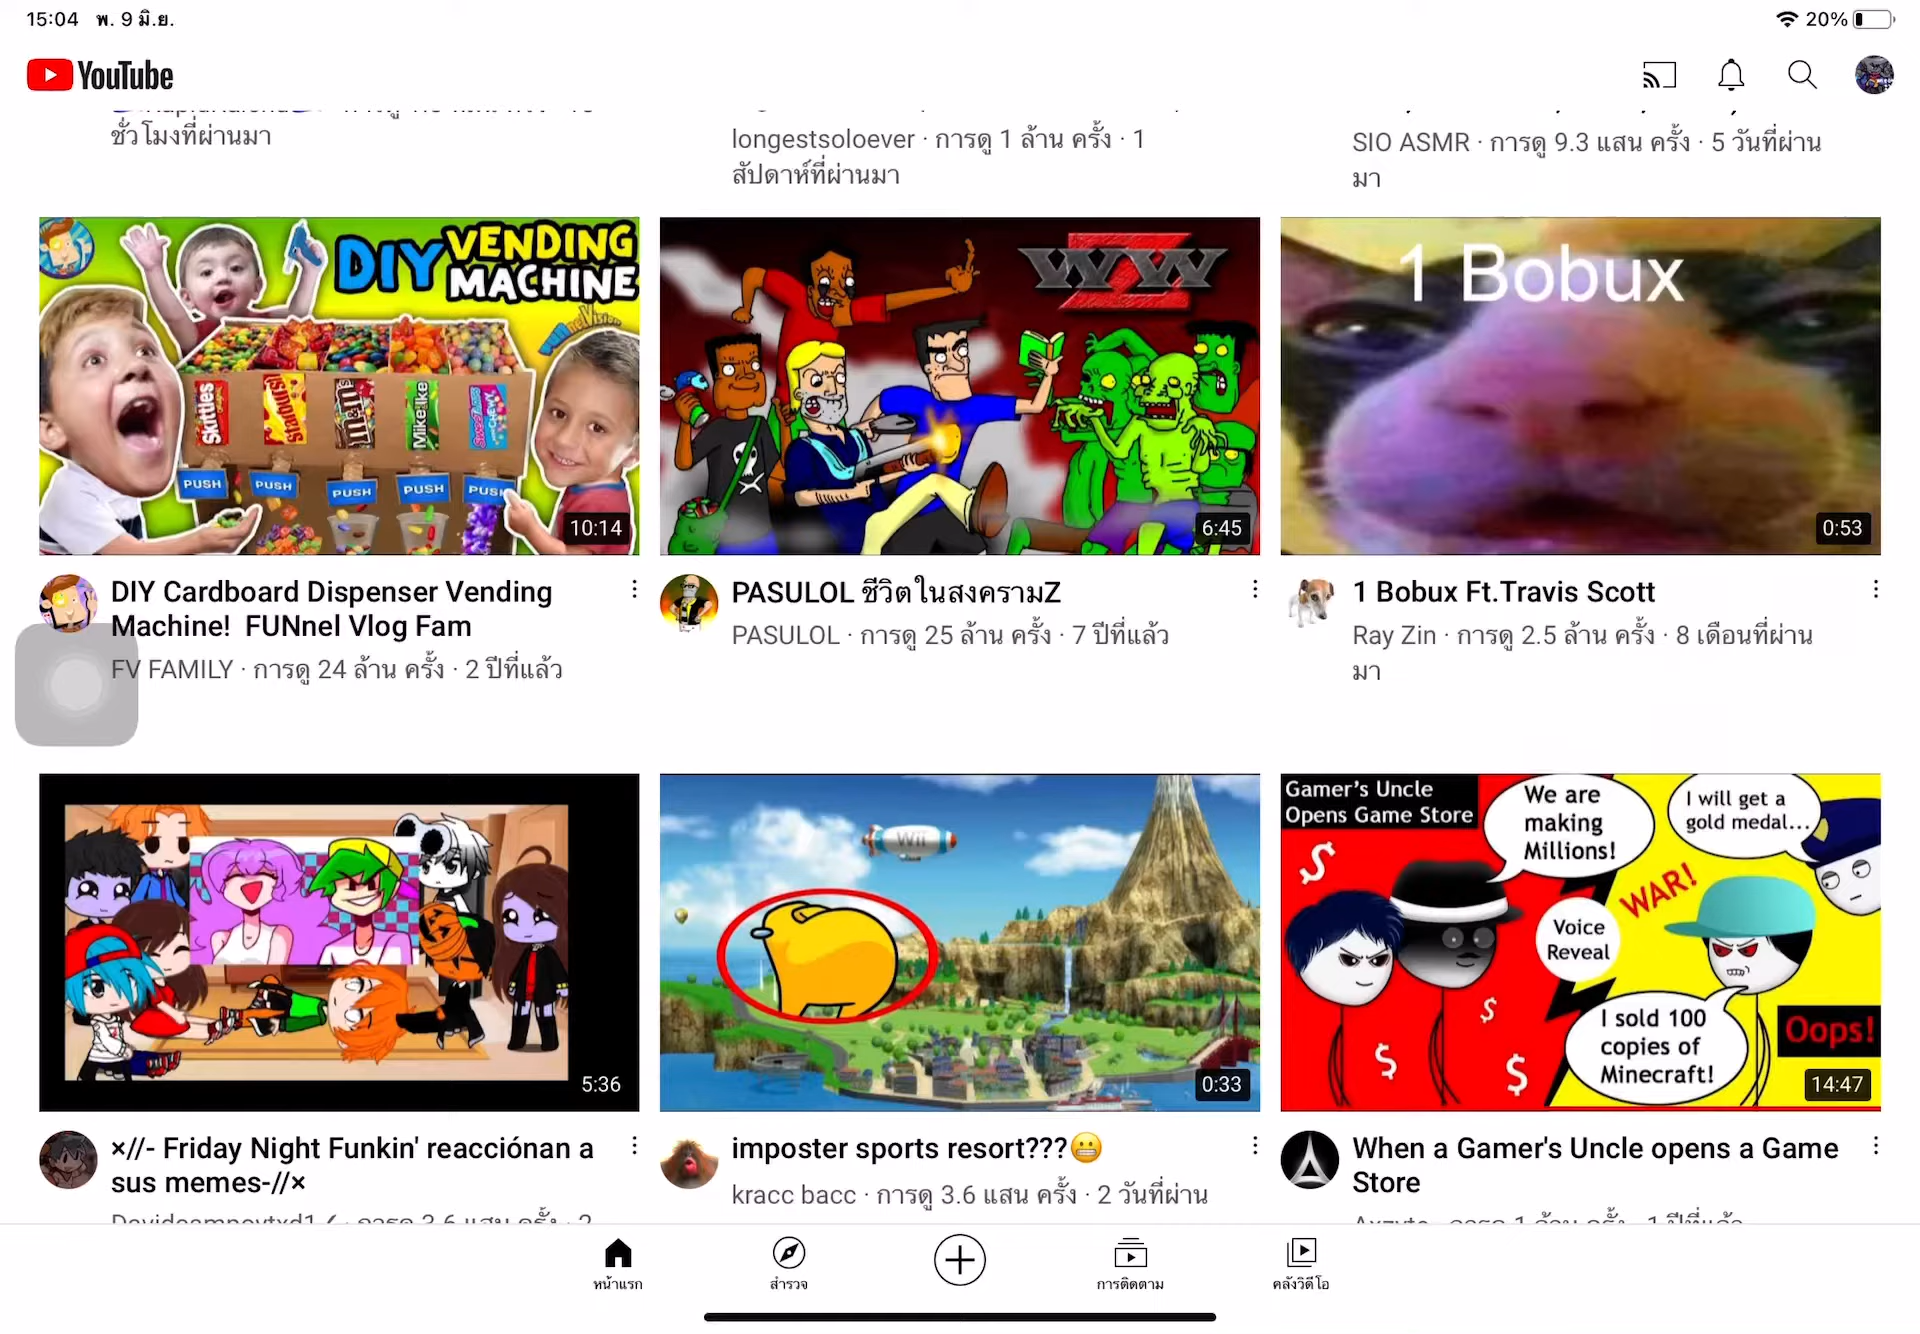 15:04 พ. 9 มิ.ย.
20%
YouTube
ชั่วโมงที่ผ่านมา
longestsoloever · การดู 1 ล้าน ครั้ง · 1
สัปดาห์ที่ผ่านมา
SIO ASMR · การดู 9.3 แสน ครั้ง · 5 วันที่ผ่าน
มา
DIY VENDING
MACHINE
FUNnel Vision
Skittles
Starburst
m&m's
Mike and Ike
SweeTarts
CHEWY
PUSH
PUSH
PUSH
PUSH
PUSH
10:14
WWZ
6:45
1 Bobux
0:53
DIY Cardboard Dispenser Vending
Machine! FUNnel Vlog Fam
FV FAMILY · การดู 24 ล้าน ครั้ง · 2 ปีที่แล้ว
PASULOL ชีวิตในสงครามZ
PASULOL · การดู 25 ล้าน ครั้ง · 7 ปีที่แล้ว
1 Bobux Ft.Travis Scott
Ray Zin · การดู 2.5 ล้าน ครั้ง · 8 เดือนที่ผ่าน
มา
5:36
Wii
0:33
Gamer's Uncle
Opens Game Store
We are
making
Millions!
I will get a
gold medal...
WAR!
Voice
Reveal
I sold 100
copies of
Minecraft!
Oops!
14:47
×//- Friday Night Funkin' reacciónan a
sus memes-//×
imposter sports resort???😬
kracc bacc · การดู 3.6 แสน ครั้ง · 2 วันที่ผ่าน
When a Gamer's Uncle opens a Game
Store
หน้าแรก
สำรวจ
การติดตาม
คลังวิดีโอ